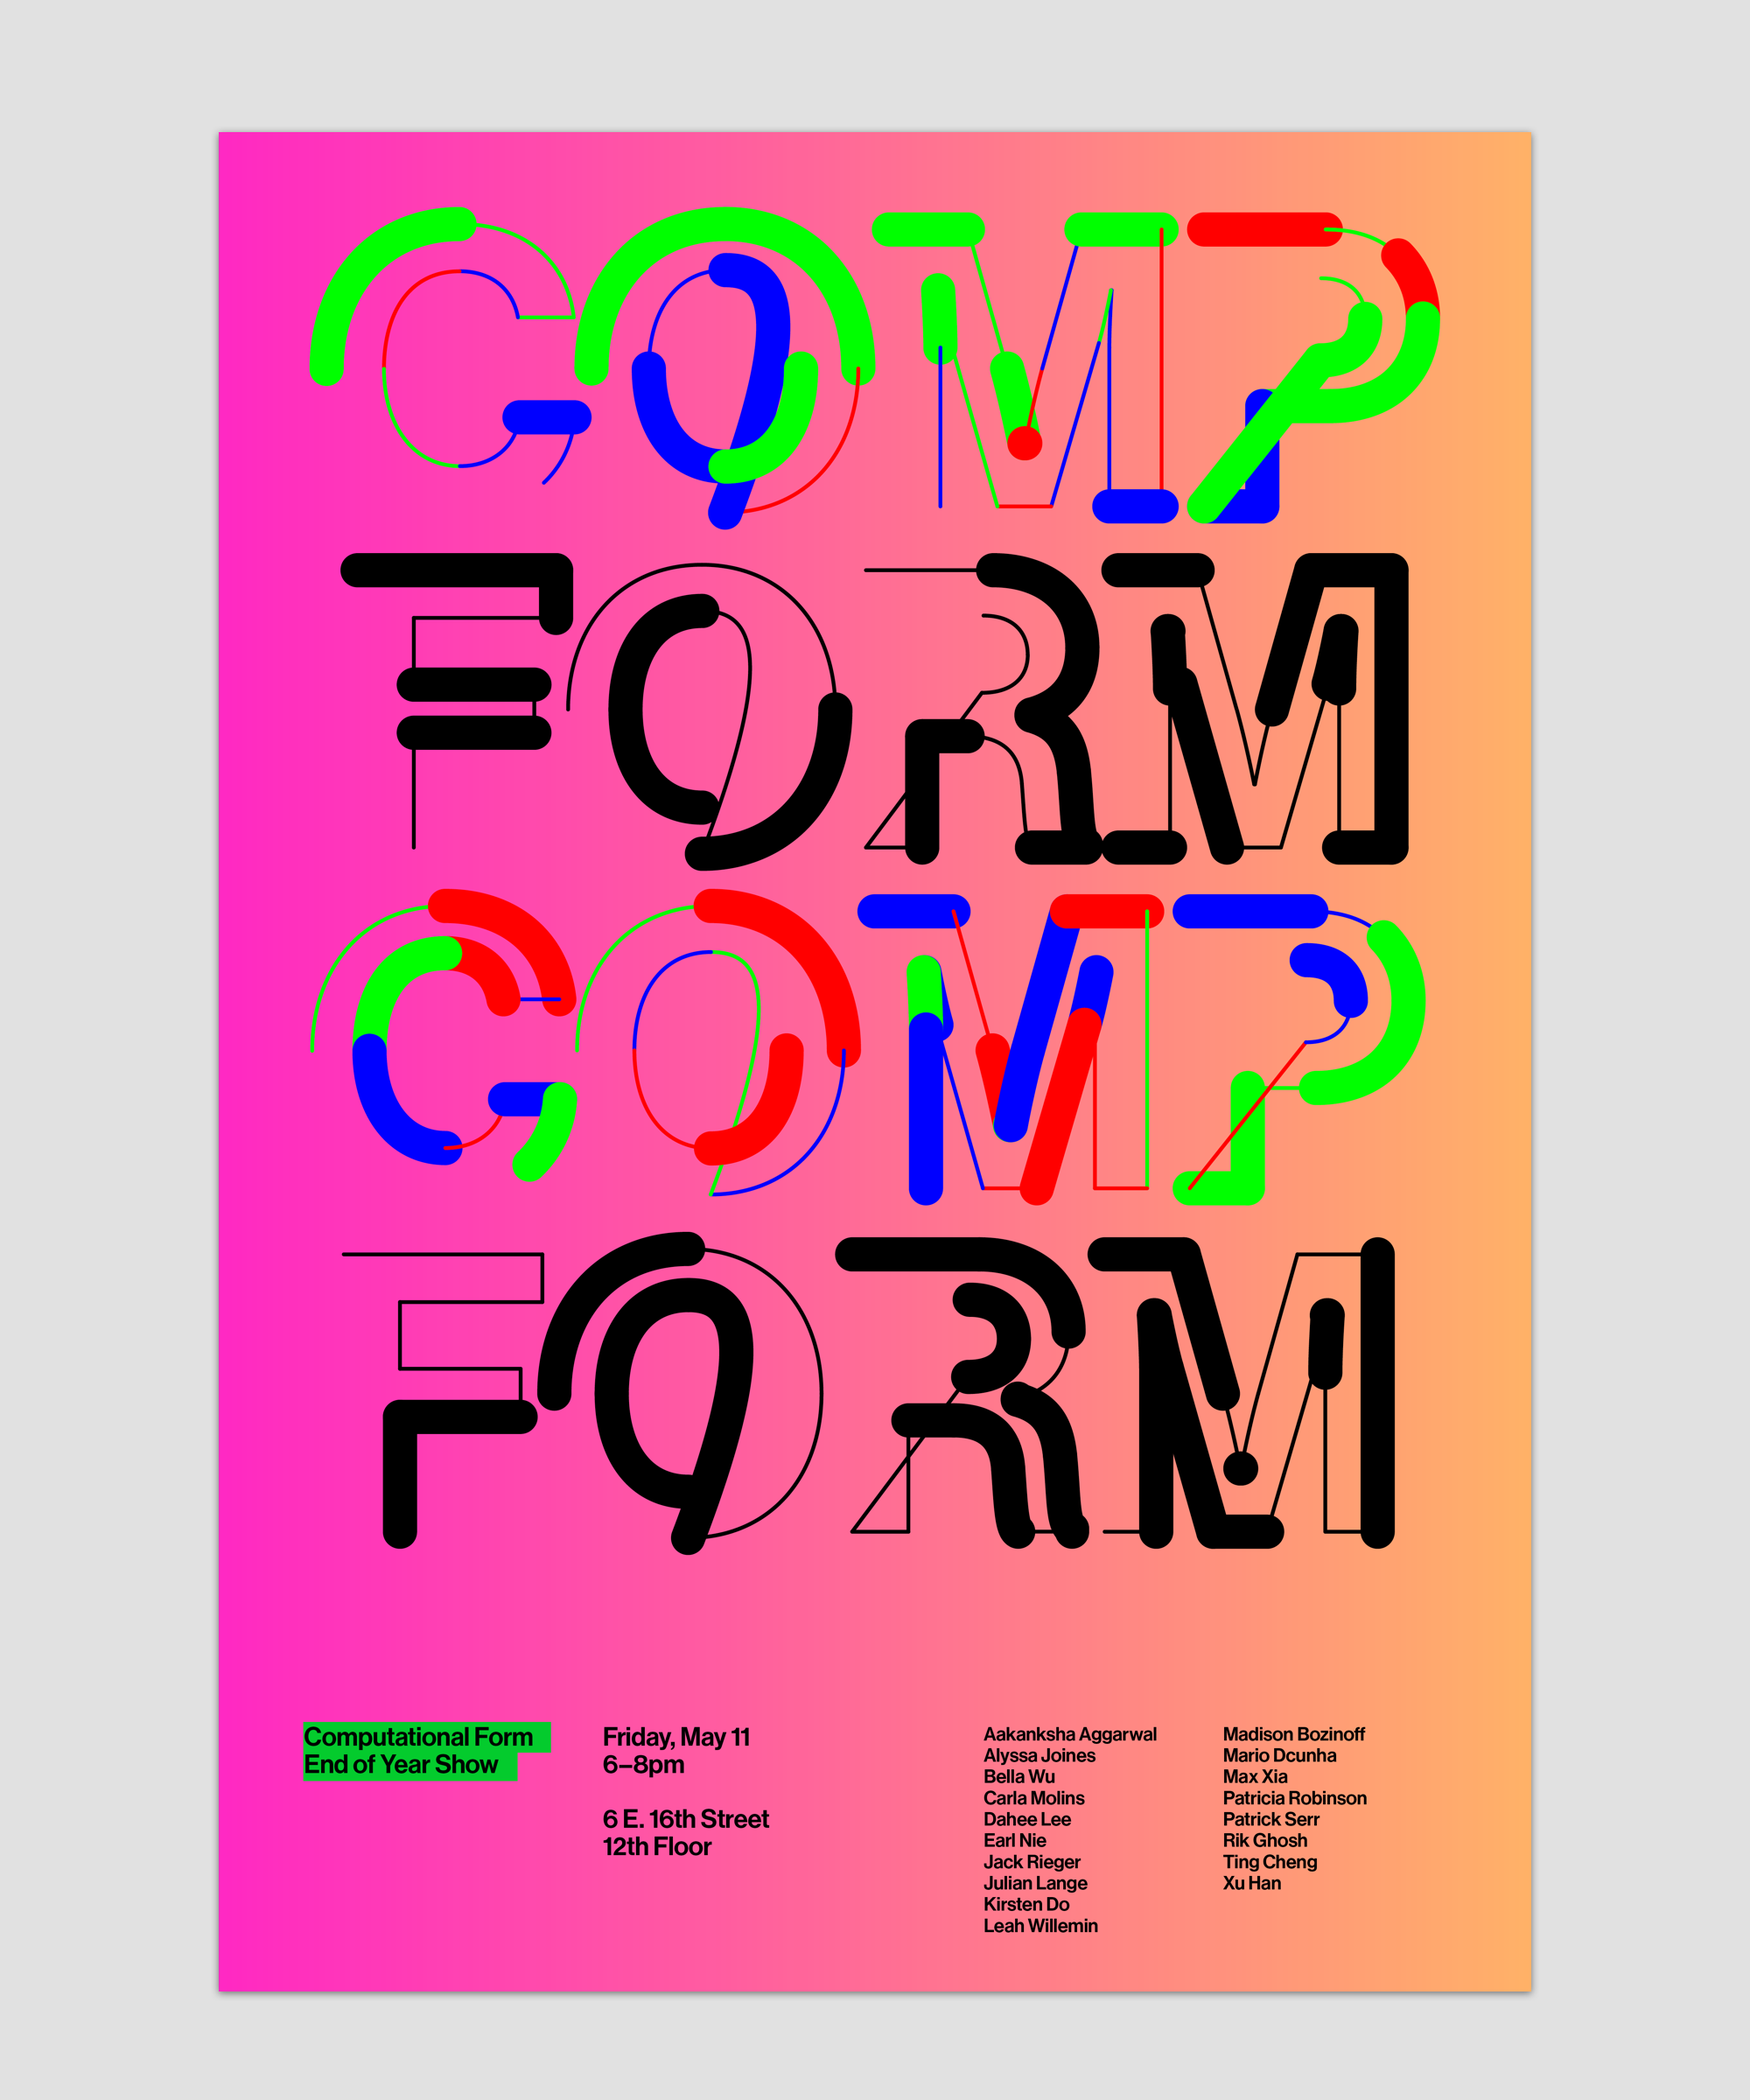 COMP
FORM
COMP
FORM
Computational Form
End of Year Show
Friday, May 11
6–8pm
6 E. 16th Street
12th Floor
Aakanksha Aggarwal
Alyssa Joines
Bella Wu
Carla Molins
Dahee Lee
Earl Nie
Jack Rieger
Julian Lange
Kirsten Do
Leah Willemin
Madison Bozinoff
Mario Dcunha
Max Xia
Patricia Robinson
Patrick Serr
Rik Ghosh
Ting Cheng
Xu Han